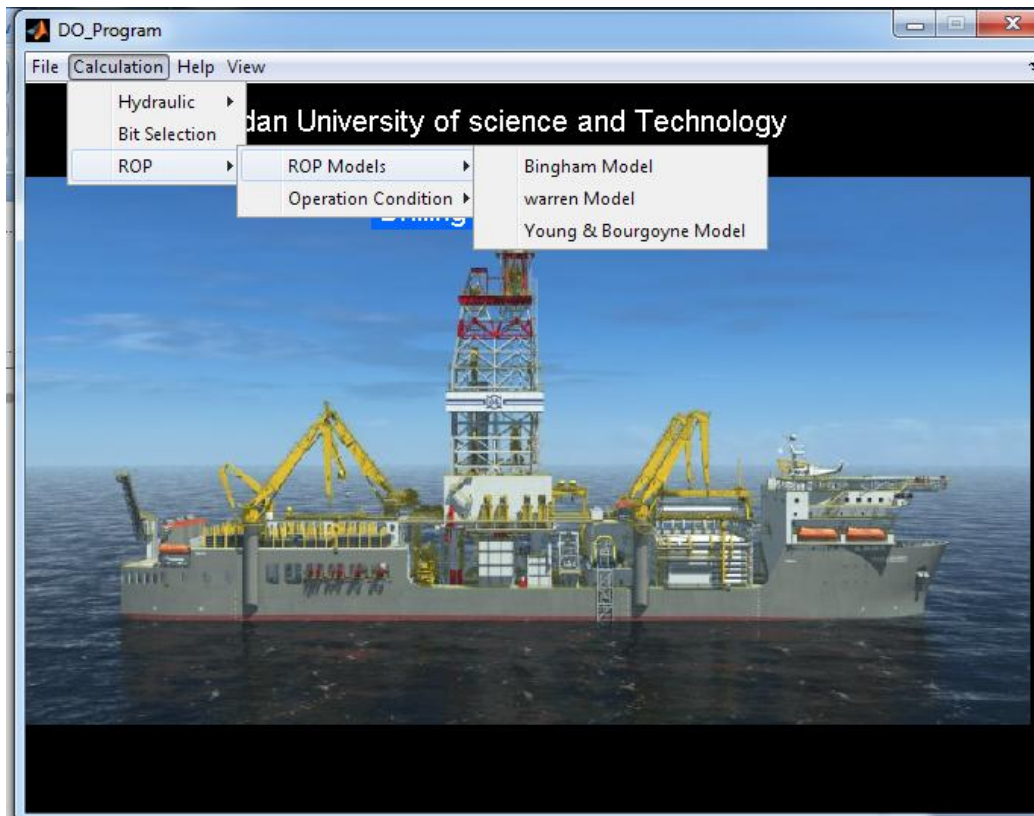 DO_Program
File Calculation Help View
Hydraulic
Bit Selection
ROP
dan University of science and Technology
ROP Models
Operation Condition
Bingham Model
warren Model
Young & Bourgoyne Model